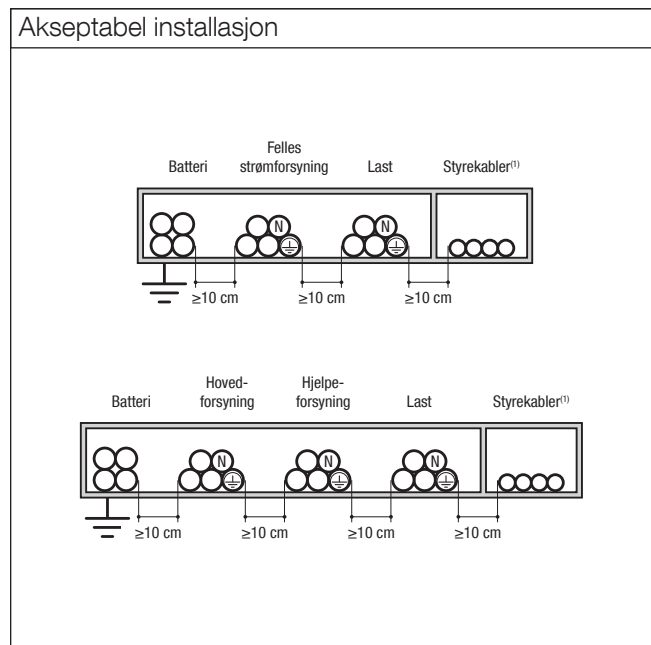 Akseptabel installasjon
Felles
Batteri strømforsyning Last Styrekabler(1)
N N
≥10 cm ≥10 cm ≥10 cm
Hoved- Hjelpe-
Batteri forsyning forsyning Last Styrekabler(1)
N N N
≥10 cm ≥10 cm ≥10 cm ≥10 cm